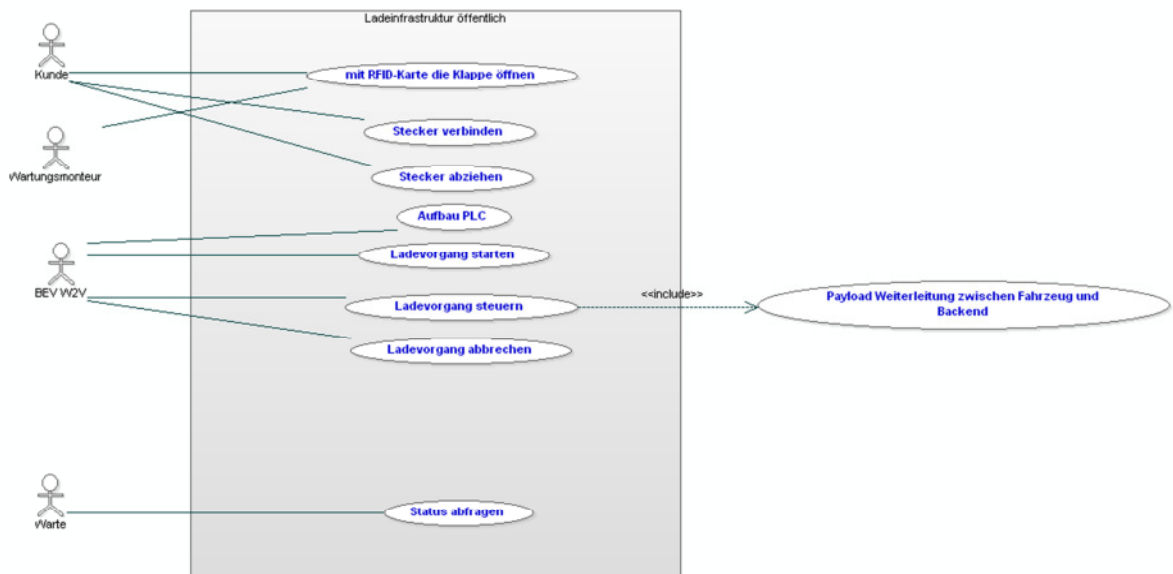 Ladeinfrastruktur öffentlich
Kunde
mit RFID-Karte die Klappe öffnen
Stecker verbinden
Wartungsmonteur
Stecker abziehen
Aufbau PLC
Ladevorgang starten
BEV W2V
Ladevorgang steuern
<<include>>
Payload Weiterleitung zwischen Fahrzeug und
Backend
Ladevorgang abbrechen
Warte
Status abfragen